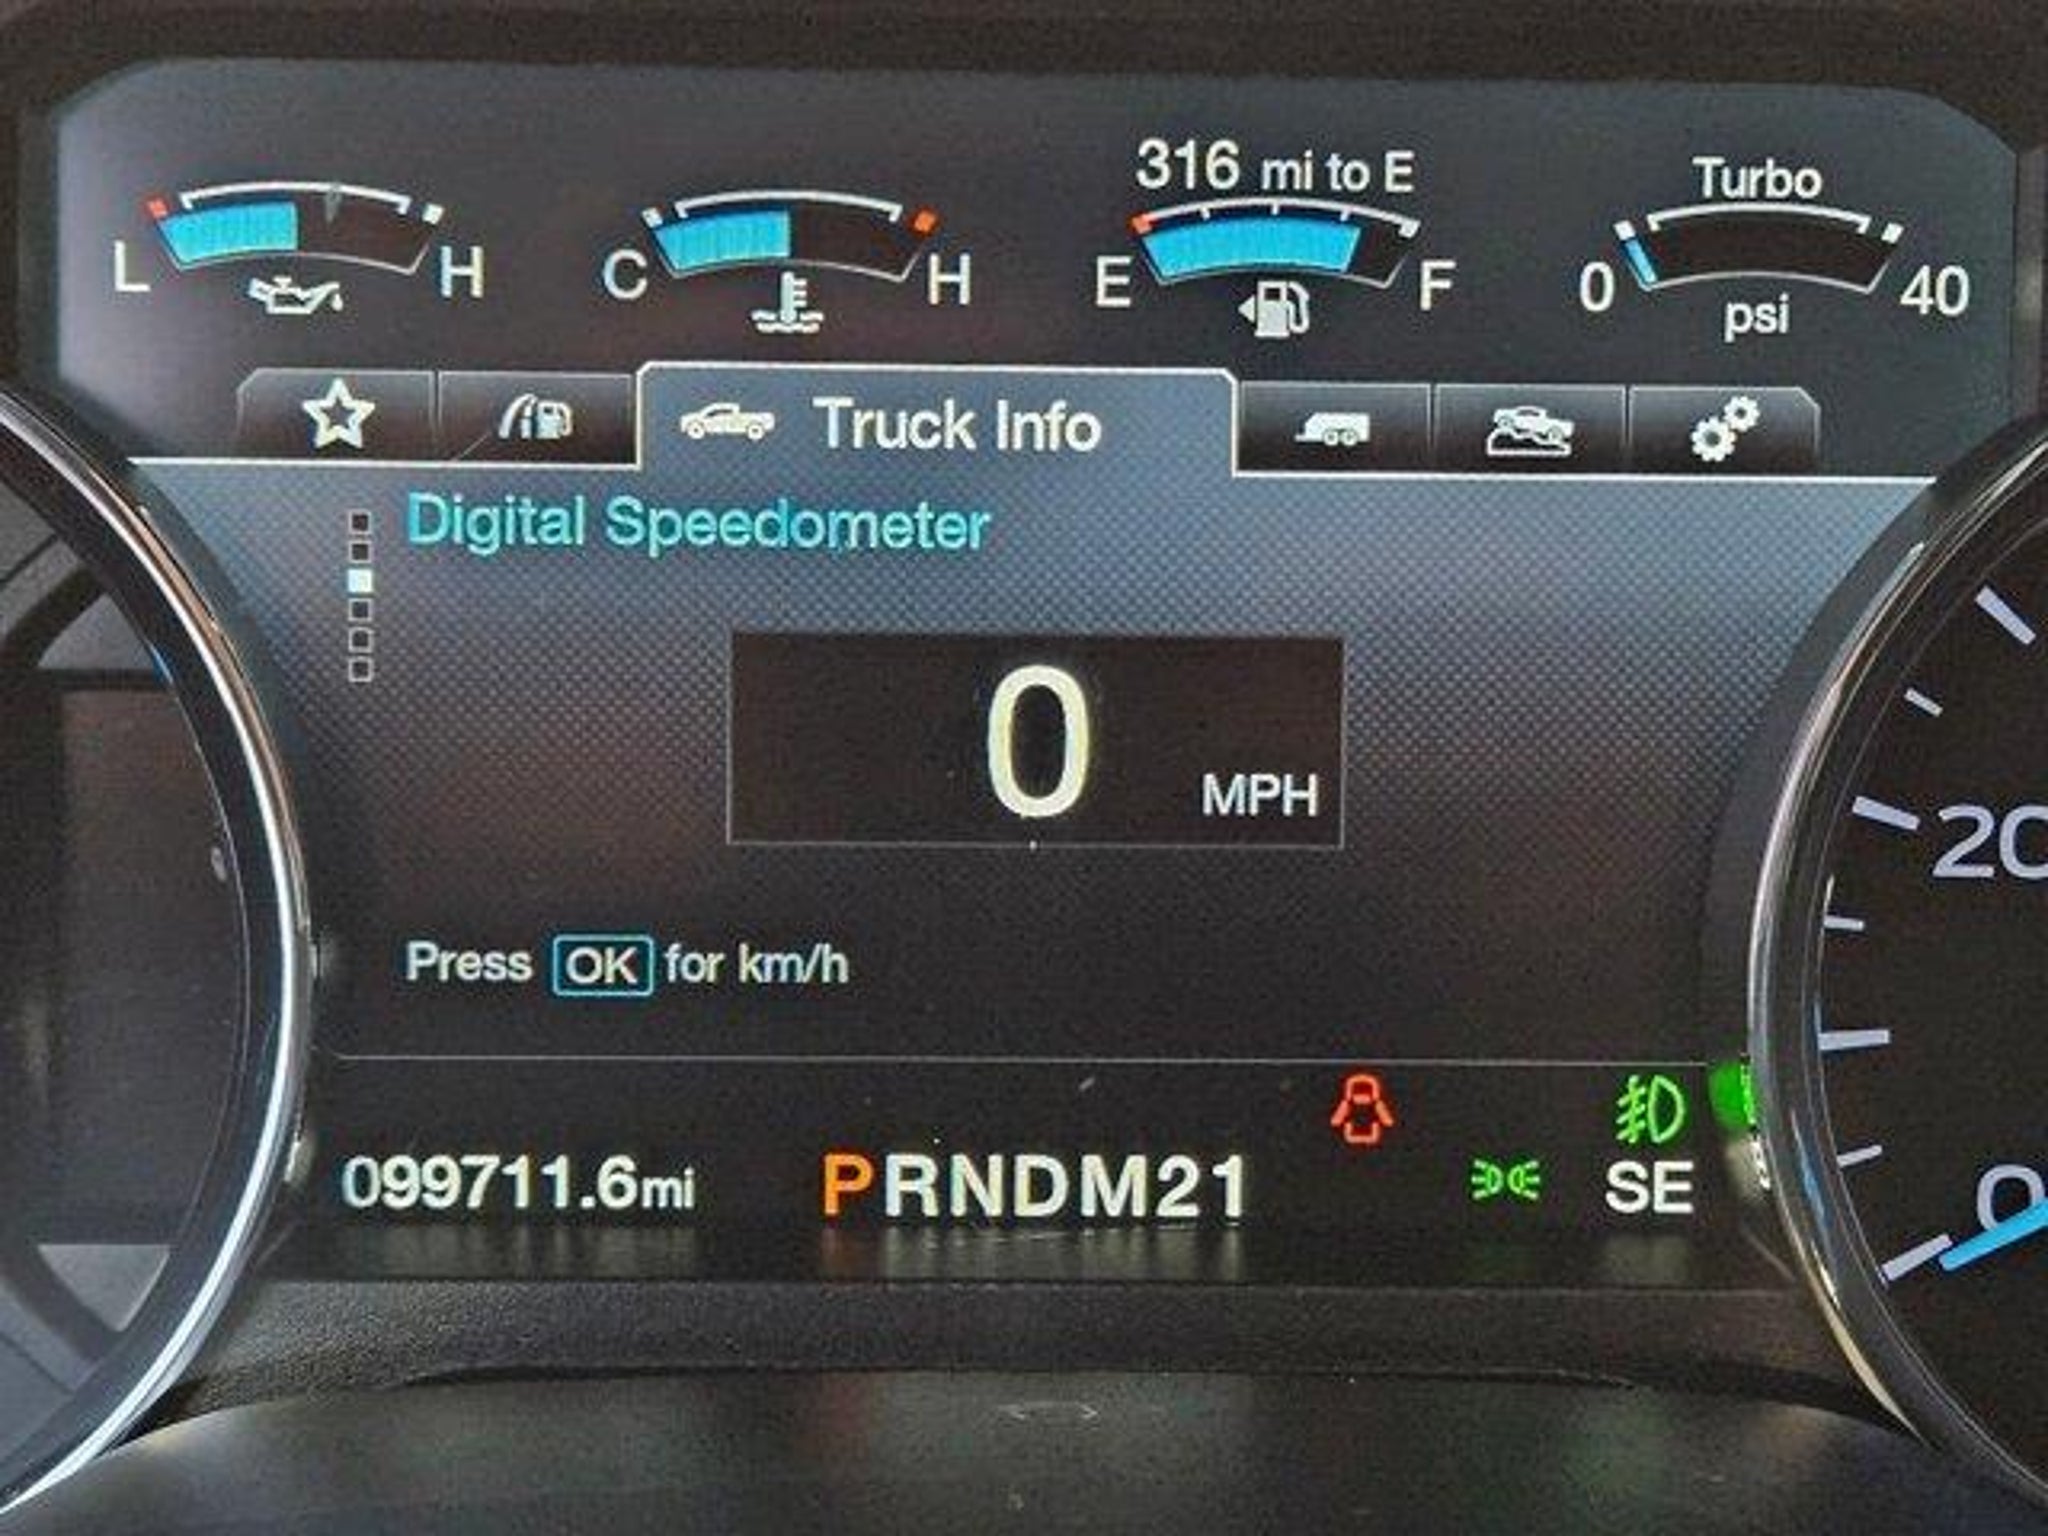 316 mi to E
Turbo
L H
C H
E F
0 40
psi
Truck Info
Digital Speedometer
0 MPH
Press OK for km/h
20
0
099711.6mi
PRNDM21
SE